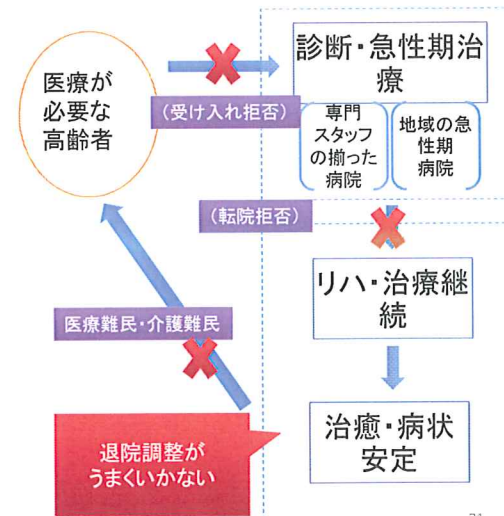 医療が
必要な
高齢者
診断・急性期治
療
(受け入れ拒否)
専門
スタッフ
の揃った
病院
地域の急
性期
病院
(転院拒否)
リハ・治療継
続
医療難民・介護難民
退院調整が
うまくいかない
治癒・病状
安定